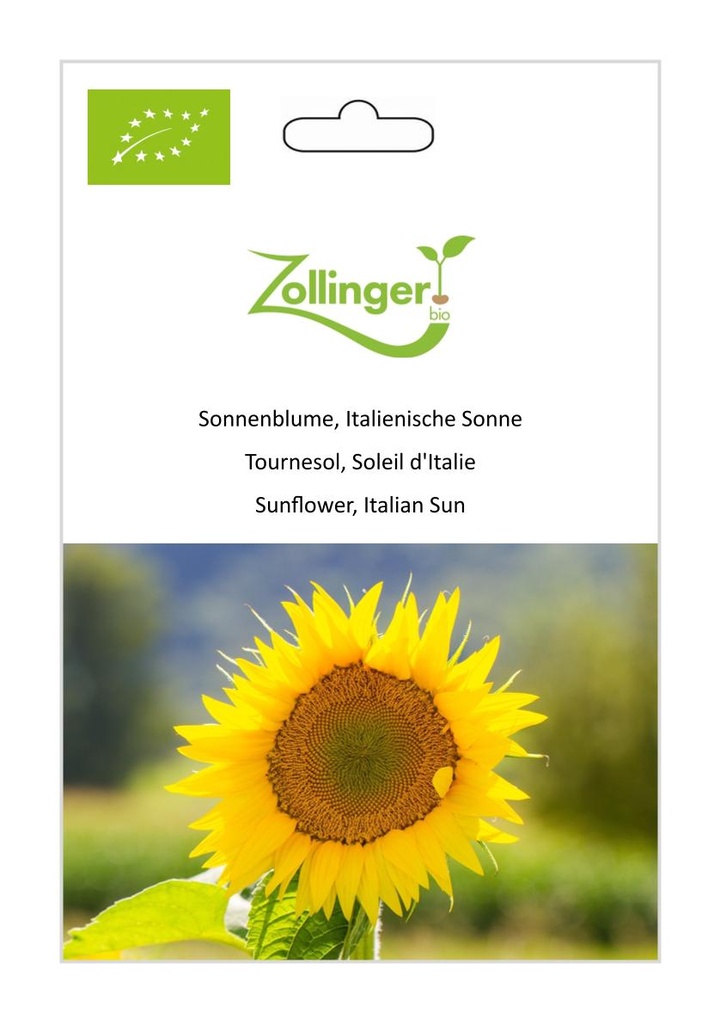 Zollinger
bio
Sonnenblume, Italienische Sonne
Tournesol, Soleil d'Italie
Sunflower, Italian Sun